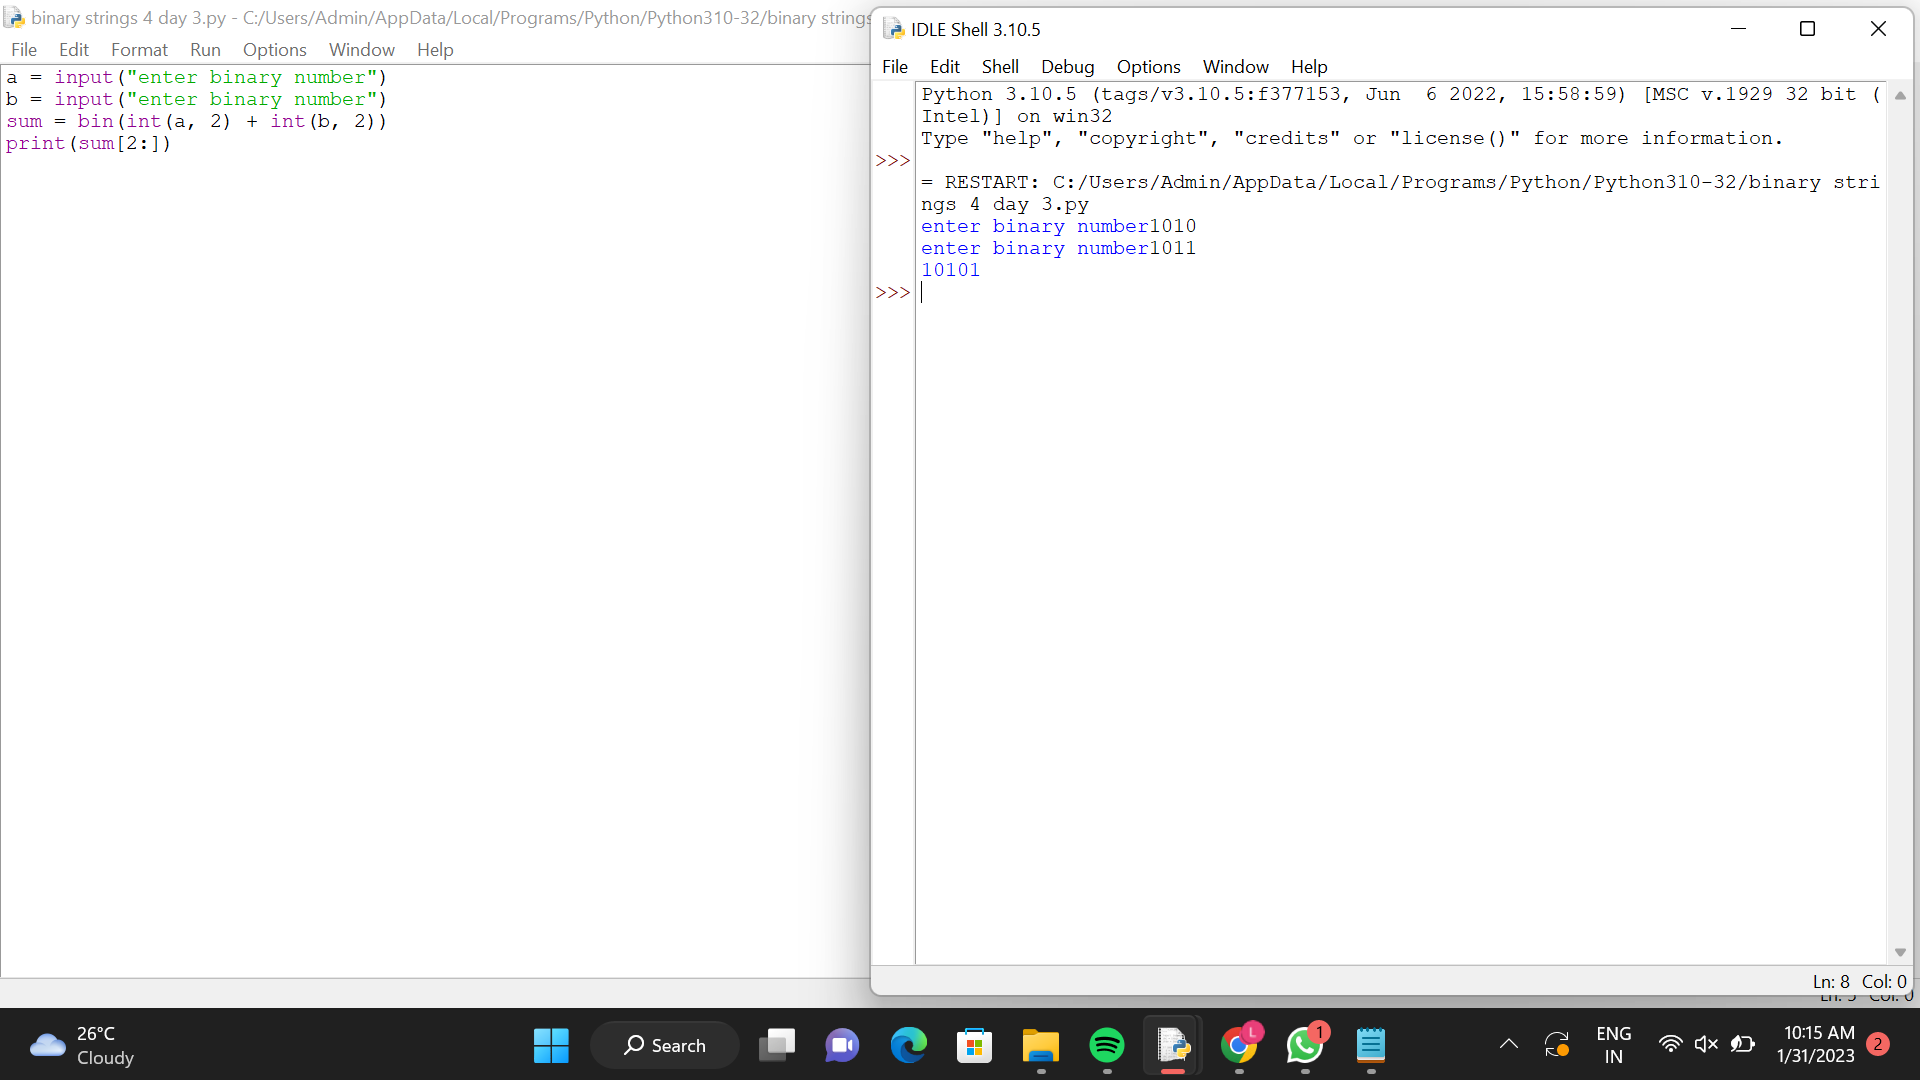 binary strings 4 day 3.py - C:/Users/Admin/AppData/Local/Programs/Python/Python310-32/binary strings
File Edit Format Run Options Window Help
a = input("enter binary number")
b = input("enter binary number")
sum = bin(int(a, 2) + int(b, 2))
print(sum[2:])
IDLE Shell 3.10.5
File Edit Shell Debug Options Window Help
Python 3.10.5 (tags/v3.10.5:f377153, Jun  6 2022, 15:58:59) [MSC v.1929 32 bit (
Intel)] on win32
Type "help", "copyright", "credits" or "license()" for more information.
>>>
= RESTART: C:/Users/Admin/AppData/Local/Programs/Python/Python310-32/binary stri
ngs 4 day 3.py
enter binary number1010
enter binary number1011
10101
>>>
Ln: 8 Col: 0
Ln: 5 Col: 0
26°C
Cloudy
Search
L
1
ENG
IN
10:15 AM
1/31/2023
2